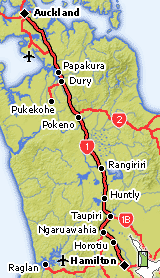 Auckland
Papakura
Dury
Pukekohe
Pokeno
2
1
Rangiriri
Huntly
Taupiri
1B
Ngaruawahia
Horotiu
Hamilton
Raglan